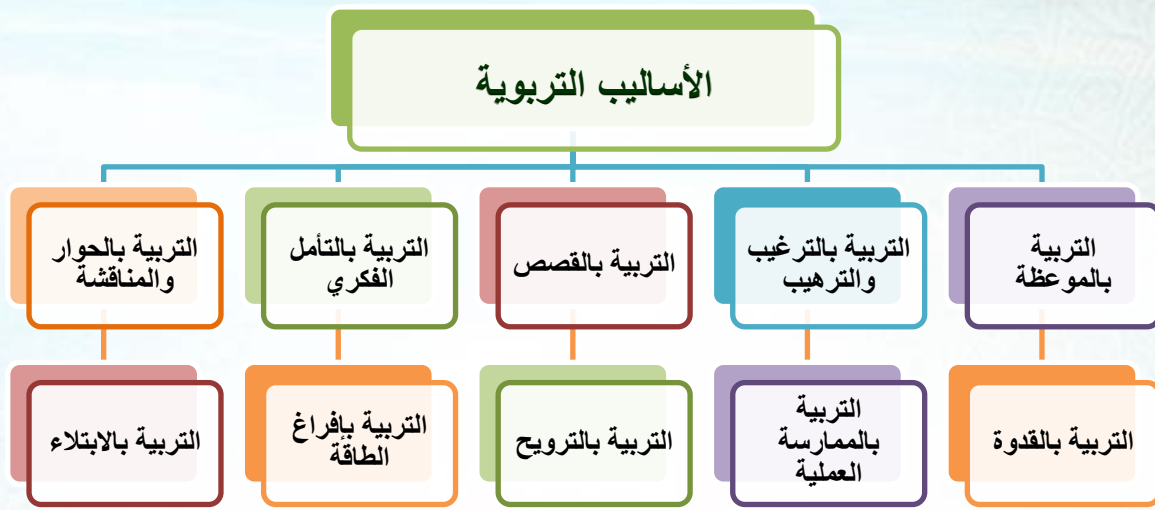 الأساليب التربوية
التربية
بالموعظة
التربية بالترغيب
والترهيب
التربية بالقصص
التربية بالتأمل
الفكري
التربية بالحوار
والمناقشة
التربية بالقدوة
التربية
بالممارسة
العملية
التربية بالترويح
التربية بإفراغ
الطاقة
التربية بالابتلاء